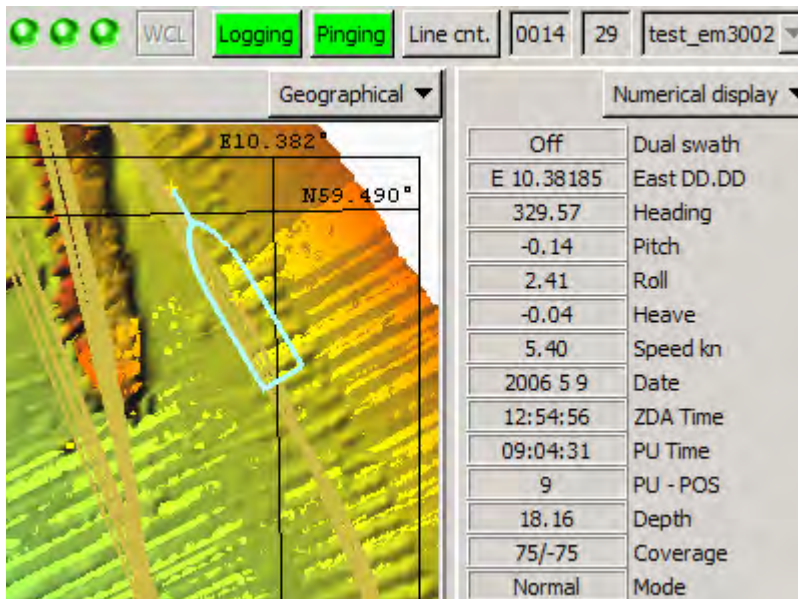 WCL Logging Pinging Line cnt. 0014 29 test_em3002
Geographical
Numerical display
E10.382°
N59.490°
Off Dual swath
E 10.38185 East DD.DD
329.57 Heading
-0.14 Pitch
2.41 Roll
-0.04 Heave
5.40 Speed kn
2006 5 9 Date
12:54:56 ZDA Time
09:04:31 PU Time
9 PU - POS
18.16 Depth
75/-75 Coverage
Normal Mode